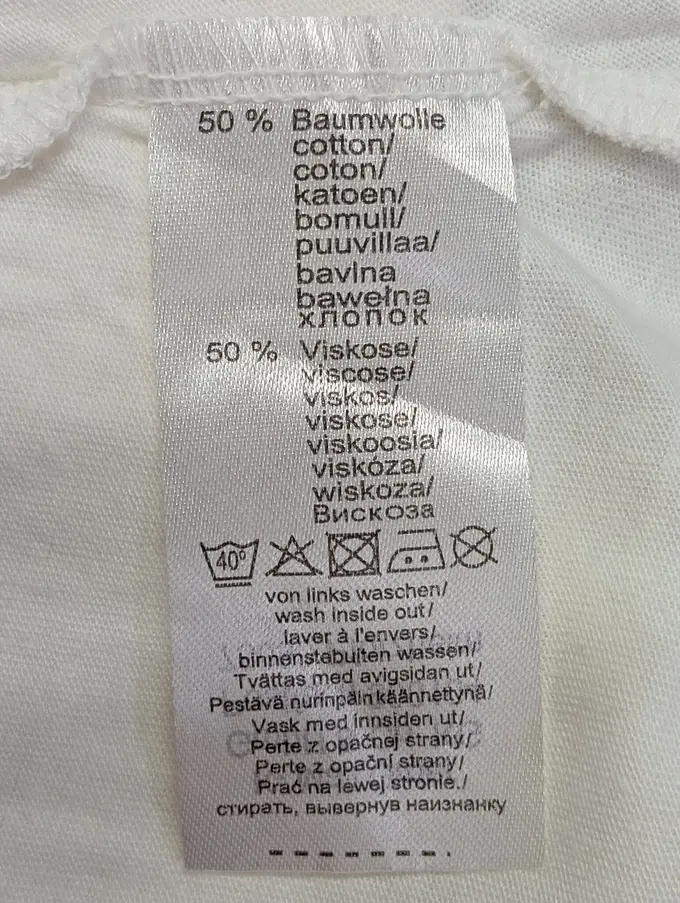 50 % Baumwolle
cotton/
coton/
katoen/
bomull/
puuvillaa/
bavlna
bawełna
хлопок
50 % Viskose/
viscose/
viskos/
viskose/
viskoosia/
viskóza/
wiskoza/
Вискоза
40°
von links waschen/
wash inside out/
laver à l'envers/
binnenstebuiten wassen/
Tvättas med avigsidan ut/
Pestävä nurinpäin käännettynä/
Vask med innsiden ut/
Perte z opačnej strany/
Perte z opační strany/
Prać na lewej stronie./
стирать, вывернув наизнанку